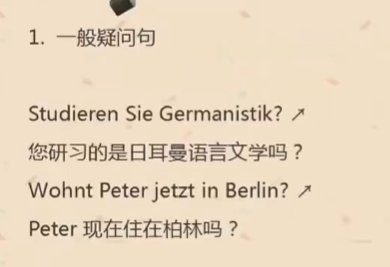 1. 一般疑问句
Studieren Sie Germanistik? ↗
您研习的是日耳曼语言文学吗？
Wohnt Peter jetzt in Berlin? ↗
Peter 现在住在柏林吗？